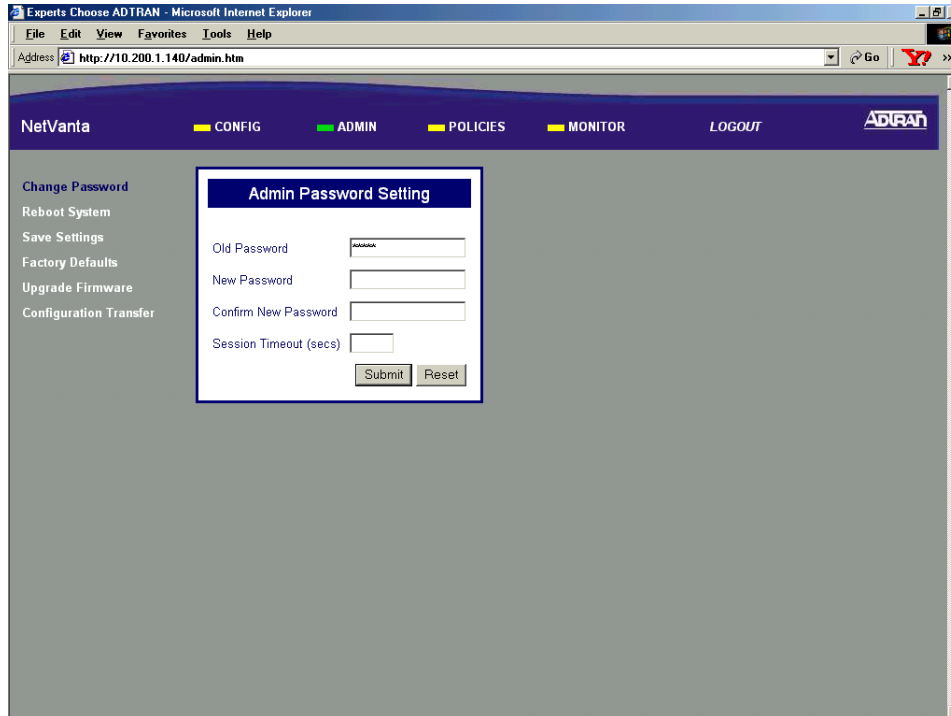 Experts Choose ADTRAN - Microsoft Internet Explorer
File Edit View Favorites Tools Help
Address http://10.200.1.140/admin.htm Go Y? »
NetVanta CONFIG ADMIN POLICIES MONITOR LOGOUT ADTRAN
Change Password
Reboot System
Save Settings
Factory Defaults
Upgrade Firmware
Configuration Transfer
Admin Password Setting
Old Password *****
New Password
Confirm New Password
Session Timeout (secs)
Submit Reset